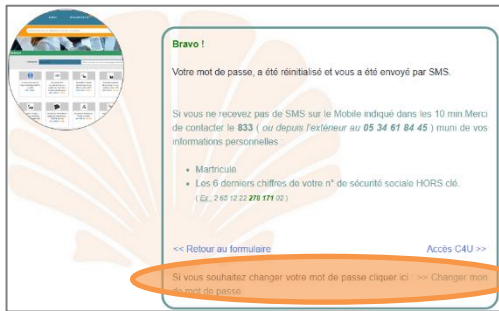 Bravo !
Votre mot de passe, a été réinitialisé et vous a été envoyé par SMS.
Si vous ne recevez pas de SMS sur le Mobile indiqué dans les 10 min.Merci
de contacter le 833 ( ou depuis l'extérieur au 05 34 61 84 45 ) muni de vos
informations personnelles :
• Matricule
• Les 6 derniers chiffres de votre n° de sécurité sociale HORS clé.
( Ex : 2 65 12 22 270 171 02 )
<< Retour au formulaire Accès C4U >>
Si vous souhaitez changer votre mot de passe cliquer ici : >> Changer mon
de mot de passe